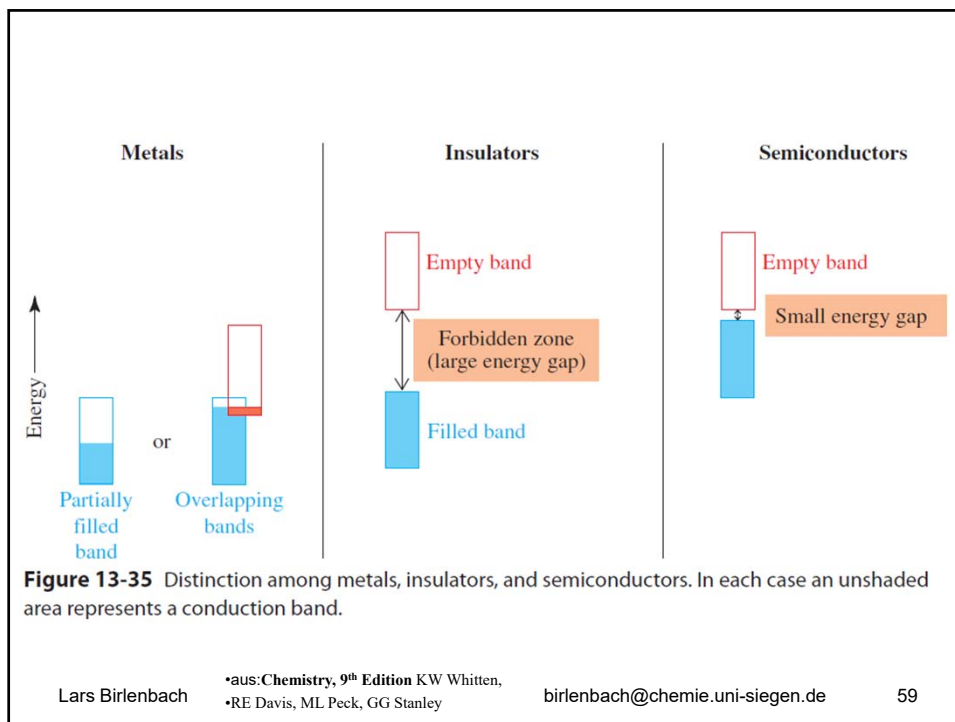 Metals
Insulators
Semiconductors
Energy
Partially
filled
band
or
Overlapping
bands
Empty band
Forbidden zone
(large energy gap)
Filled band
Empty band
Small energy gap
Figure 13-35 Distinction among metals, insulators, and semiconductors. In each case an unshaded
area represents a conduction band.
Lars Birlenbach
•aus:Chemistry, 9th Edition KW Whitten,
•RE Davis, ML Peck, GG Stanley
birlenbach@chemie.uni-siegen.de
59